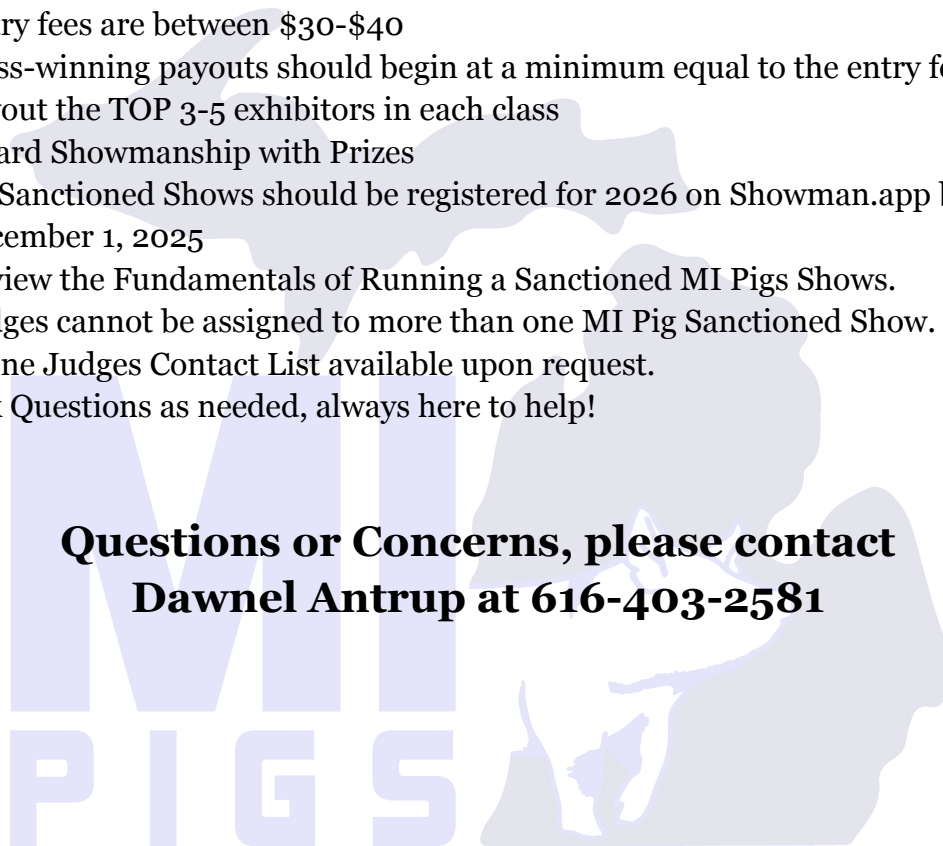 ry fees are between $30-$40
ss-winning payouts should begin at a minimum equal to the entry fe
out the TOP 3-5 exhibitors in each class
ard Showmanship with Prizes
Sanctioned Shows should be registered for 2026 on Showman.app b
cember 1, 2025
view the Fundamentals of Running a Sanctioned MI Pigs Shows.
dges cannot be assigned to more than one MI Pig Sanctioned Show.
ine Judges Contact List available upon request.
k Questions as needed, always here to help!
Questions or Concerns, please contact
Dawnel Antrup at 616-403-2581
MI
PIGS